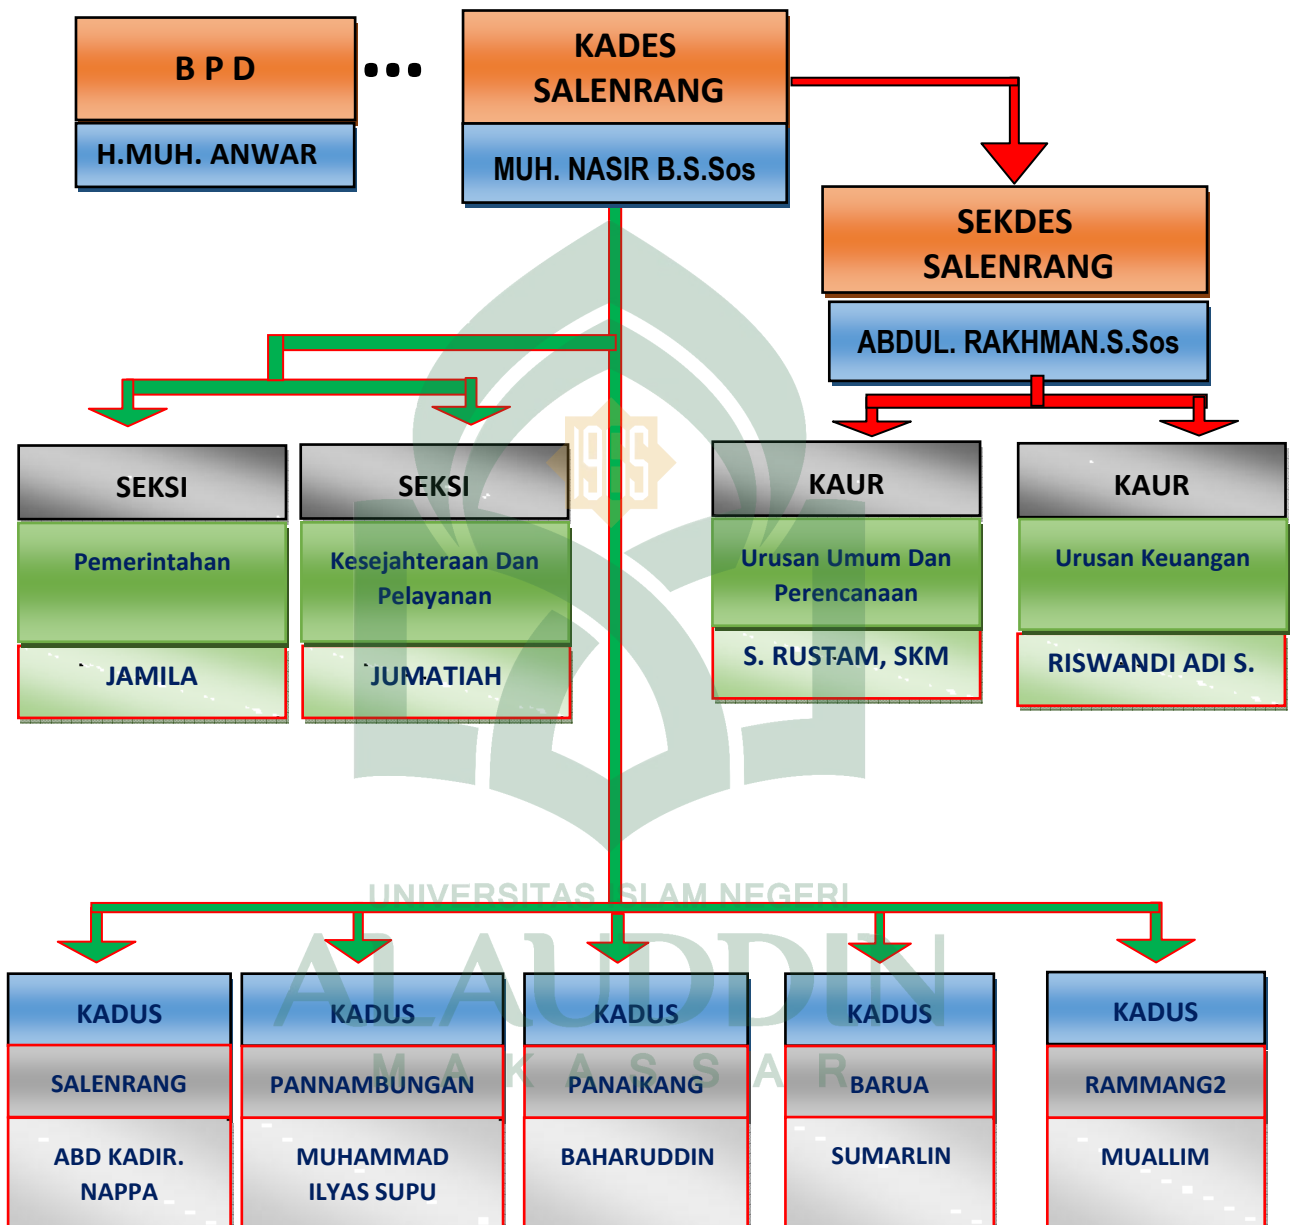 B P D
H.MUH. ANWAR
KADES
SALENRANG
MUH. NASIR B.S.Sos
SEKDES
SALENRANG
ABDUL. RAKHMAN.S.Sos
SEKSI
Pemerintahan
JAMILA
SEKSI
Kesejahteraan Dan
Pelayanan
JUMATIAH
KAUR
Urusan Umum Dan
Perencanaan
S. RUSTAM, SKM
KAUR
Urusan Keuangan
RISWANDI ADI S.
1965
UNIVERSITAS ISLAM NEGERI
ALAUDDIN
MAKASSAR
KADUS
SALENRANG
ABD KADIR.
NAPPA
KADUS
PANNAMBUNGAN
MUHAMMAD
ILYAS SUPU
KADUS
PANAIKANG
BAHARUDDIN
KADUS
BARUA
SUMARLIN
KADUS
RAMMANG2
MUALLIM